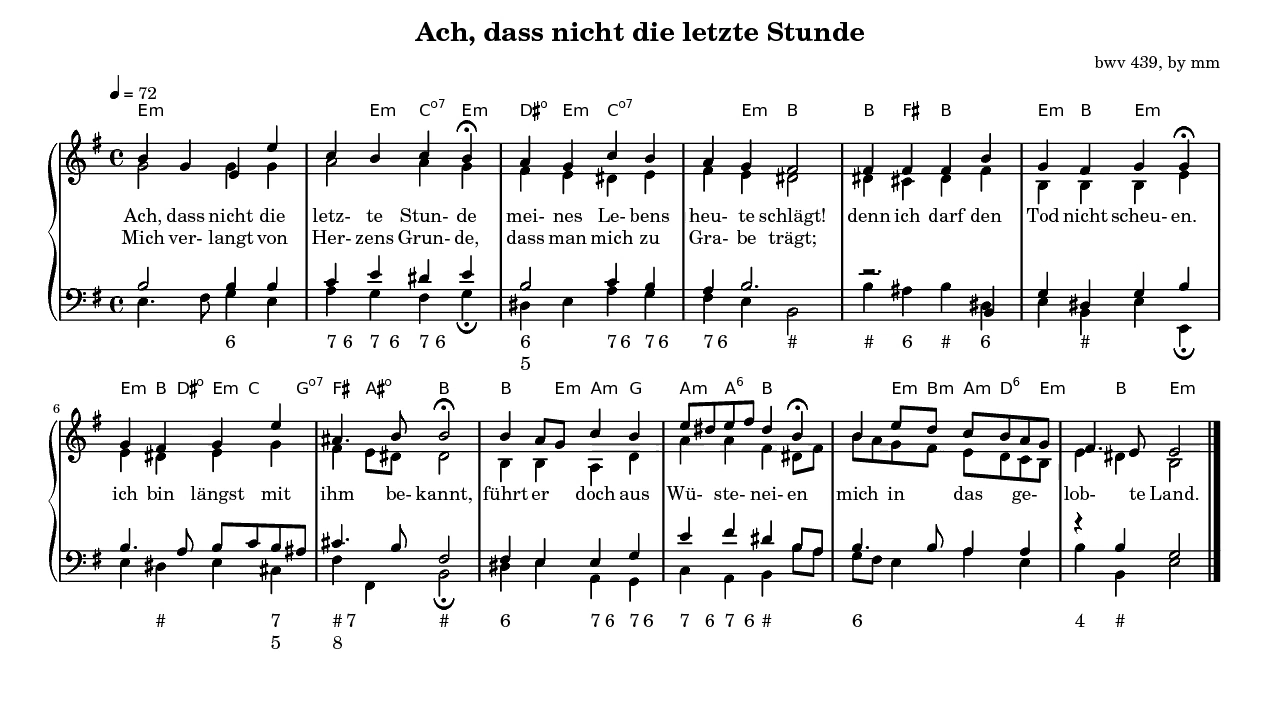 Ach, dass nicht die letzte Stunde
bwv 439, by mm
= 72
Em Em C°7 Em D♯° Em C°7 Em B B F♯ B Em B Em
Ach, dass nicht die letz- te Stun- de mei- nes Le- bens heu- te schlägt! denn ich darf den Tod nicht scheu- en.
Mich ver- langt von Her- zens Grun- de, dass man mich zu Gra- be trägt;
6 7 6 7 6 7 6 6 7 6 7 6 7 6 # # 6 # 6 #
5
Em B D♯° Em C G°7 F♯ A♯° B B Em Am G Am A6 B Em Bm Am D6 Em B Em
6
ich bin längst mit ihm be- kannt, führt er doch aus Wü- ste- nei- en mich in das ge- lob- te Land.
# 7 # 7 # 6 7 6 7 6 7 6 7 6 # 6 4 #
5 8